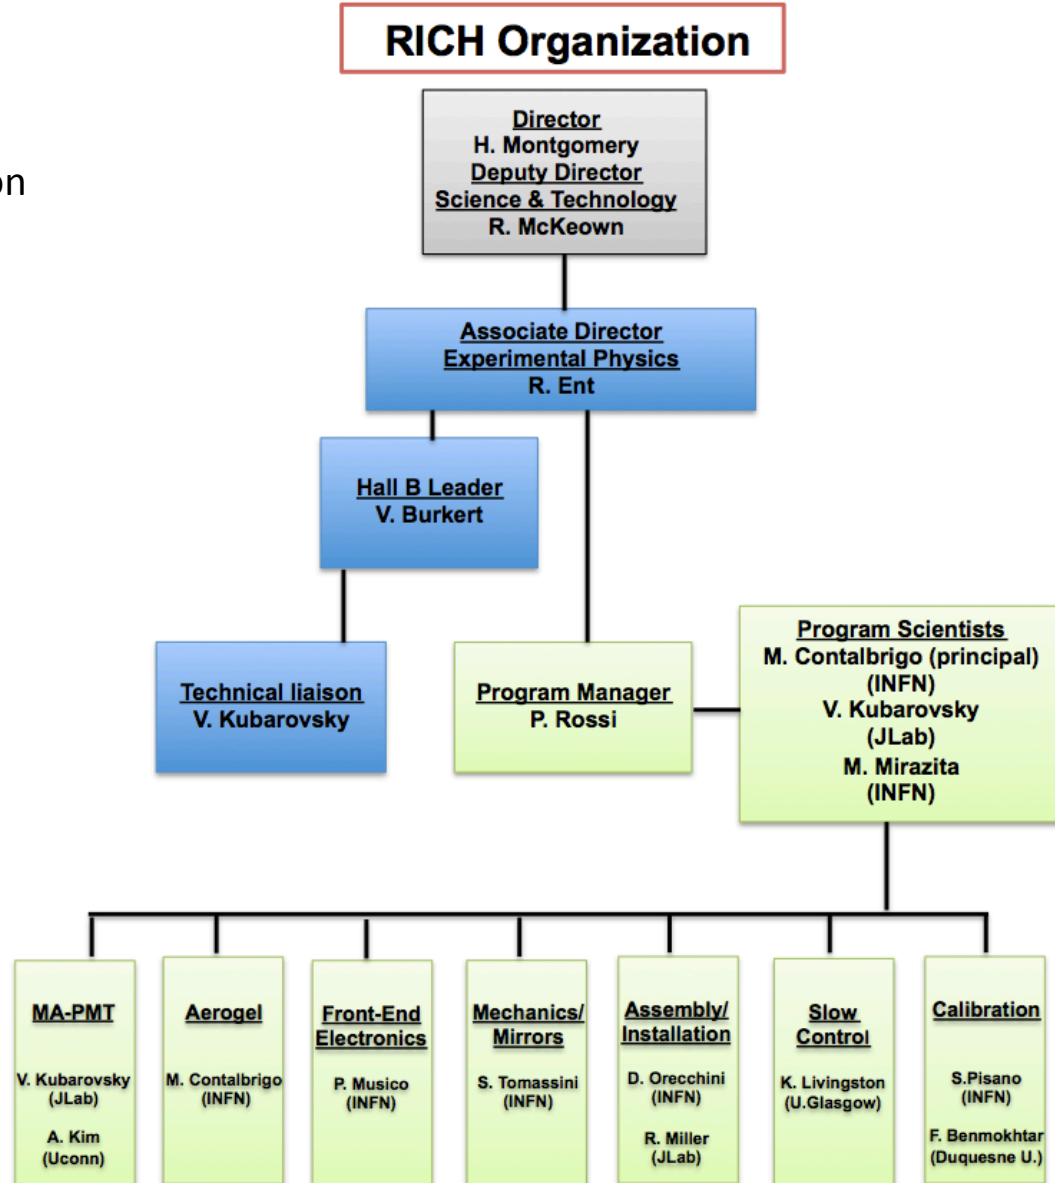 RICH Organization
on
Director
H. Montgomery
Deputy Director
Science & Technology
R. McKeown
Associate Director
Experimental Physics
R. Ent
Hall B Leader
V. Burkert
Technical liaison
V. Kubarovsky
Program Manager
P. Rossi
Program Scientists
M. Contalbrigo (principal)
(INFN)
V. Kubarovsky
(JLab)
M. Mirazita
(INFN)
MA-PMT
V. Kubarovsky
(JLab)
A. Kim
(Uconn)
Aerogel
M. Contalbrigo
(INFN)
Front-End
Electronics
P. Musico
(INFN)
Mechanics/
Mirrors
S. Tomassini
(INFN)
Assembly/
Installation
D. Orecchini
(INFN)
R. Miller
(JLab)
Slow
Control
K. Livingston
(U.Glasgow)
Calibration
S.Pisano
(INFN)
F. Benmokhtar
(Duquesne U.)